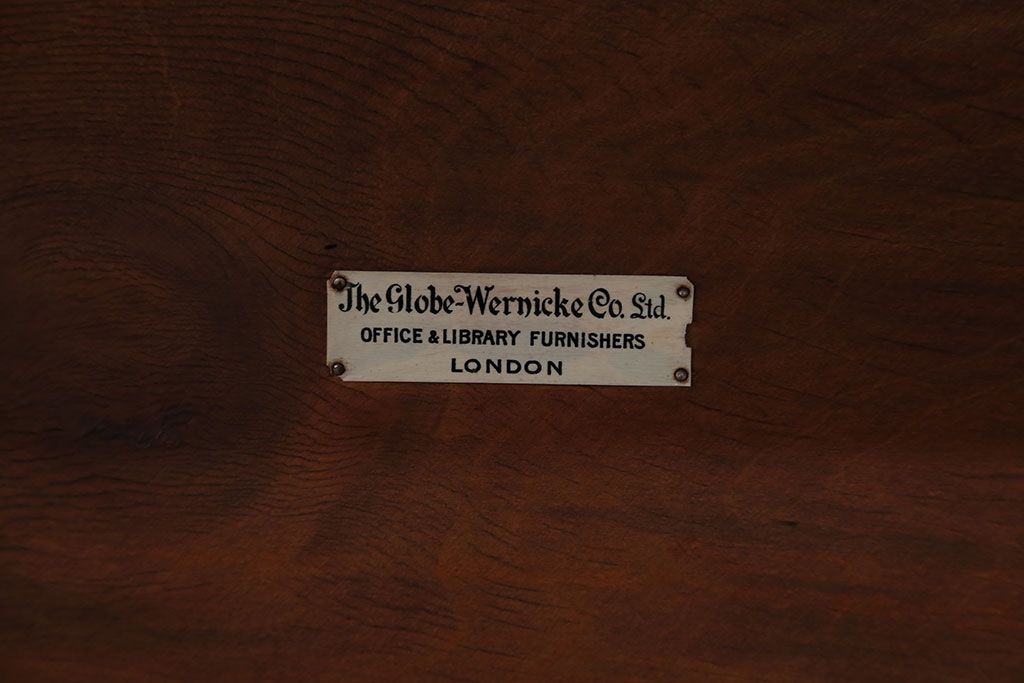 The Globe-Wernicke Co. Ltd.
OFFICE & LIBRARY FURNISHERS
LONDON